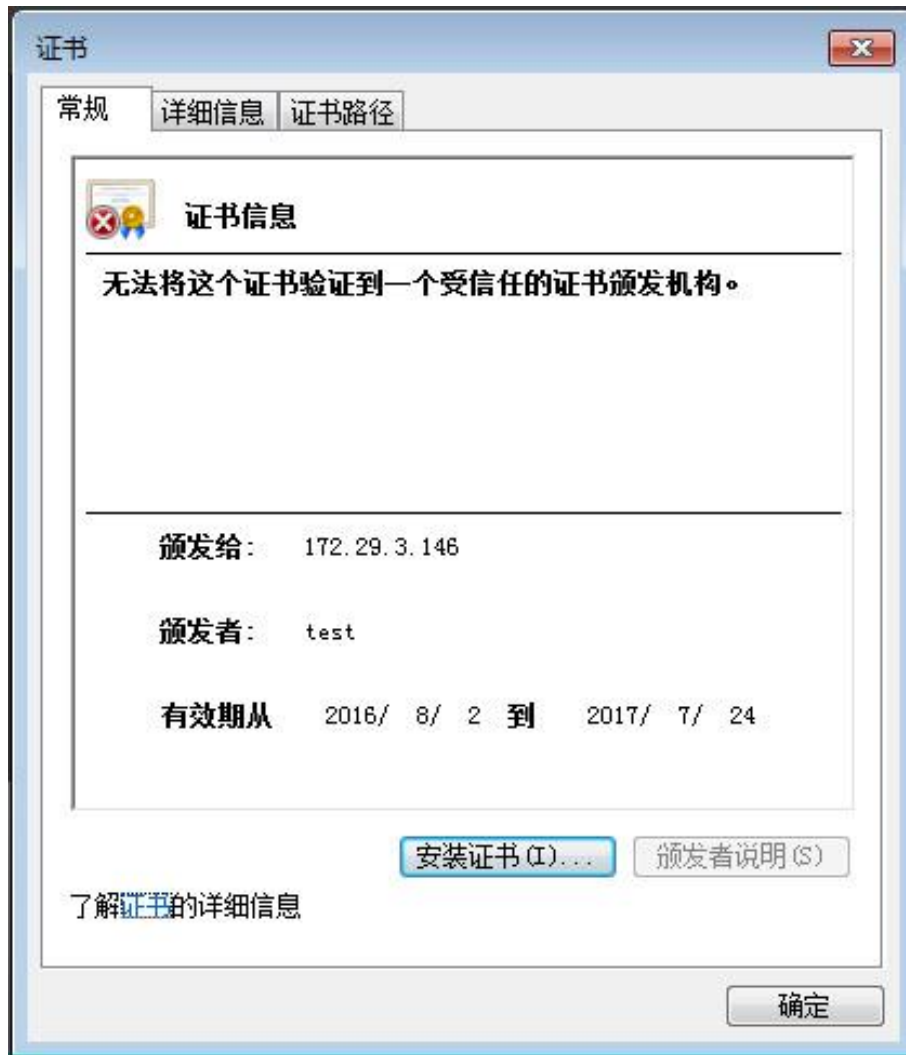 证书
常规 详细信息 证书路径
证书信息
无法将这个证书验证到一个受信任的证书颁发机构。
颁发给: 172.29.3.146
颁发者: test
有效期从 2016/ 8/ 2 到 2017/ 7/ 24
安装证书(I)... 颁发者说明(S)
了解证书的详细信息
确定